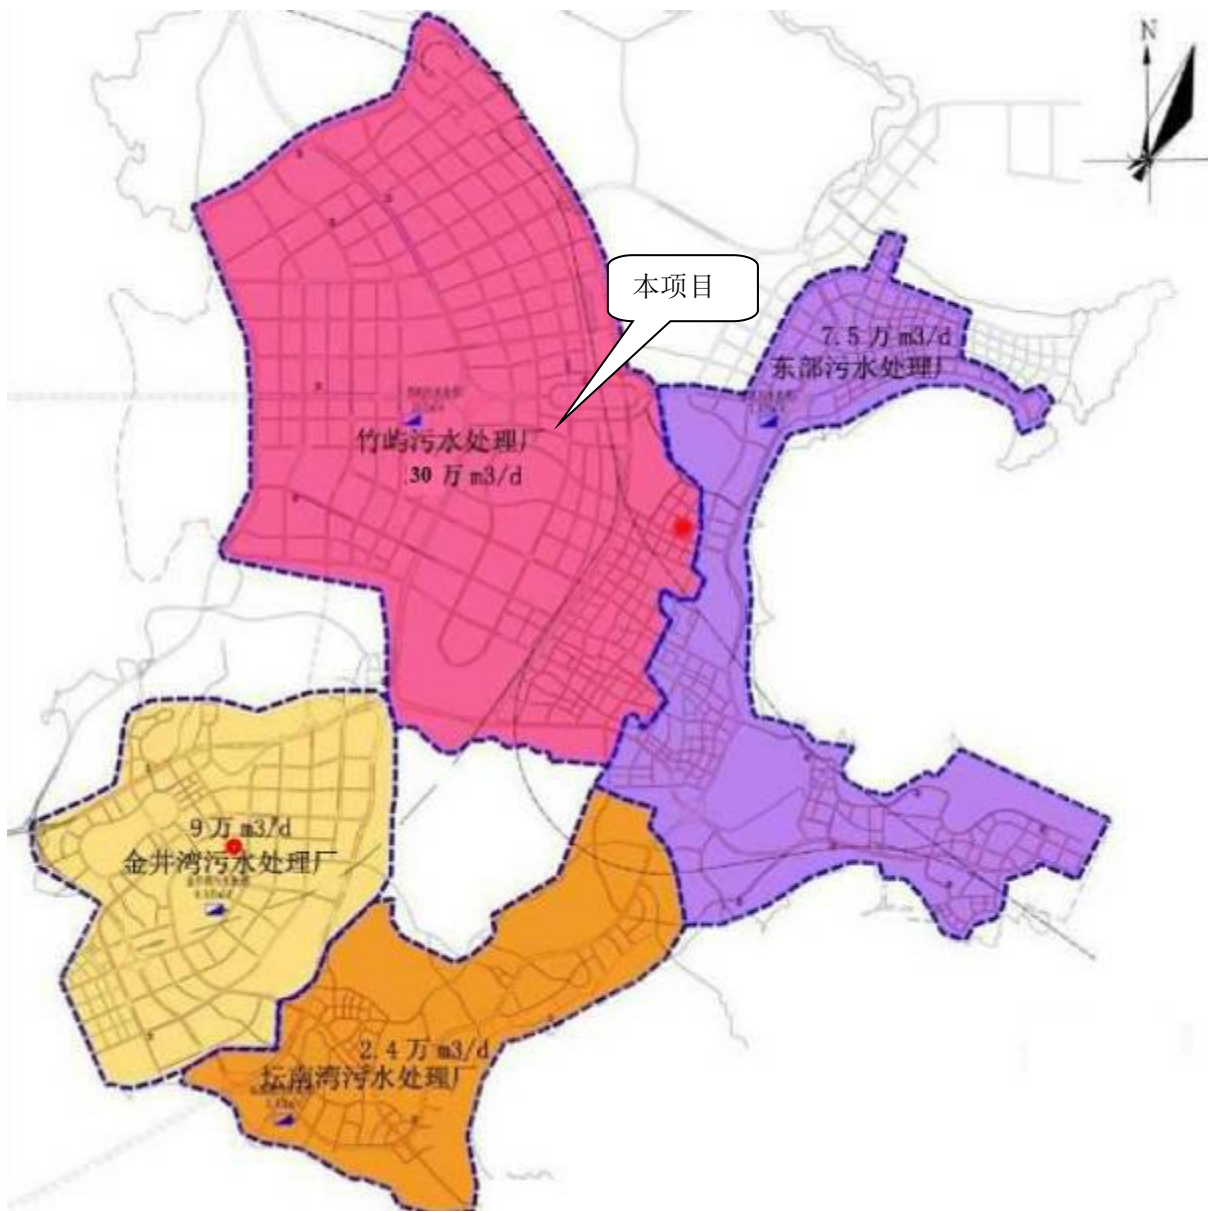 N
本项目
7.5 万 m3/d
东部污水处理厂
竹屿污水处理厂
30 万 m3/d
9万 m3/d
金井湾污水处理厂
2.4 万 m3/d
坛南湾污水处理厂